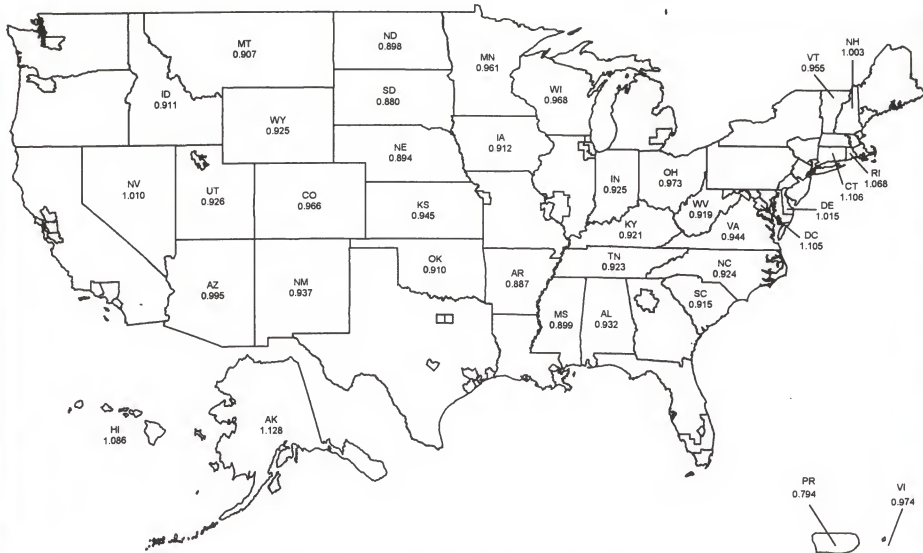 MT
0.907
ND
0.898
MN
0.961
VT
0.955
NH
1.003
ID
0.911
SD
0.880
WI
0.968
WY
0.925
IA
0.912
NE
0.894
NV
1.010
UT
0.926
CO
0.966
KS
0.945
IN
0.925
OH
0.973
WV
0.919
VA
0.944
RI
1.068
CT
1.106
DE
1.015
DC
1.105
KY
0.921
AZ
0.995
NM
0.937
OK
0.910
AR
0.887
TN
0.923
NC
0.924
SC
0.915
MS
0.899
AL
0.932
HI
1.086
AK
1.128
PR
0.794
VI
0.974